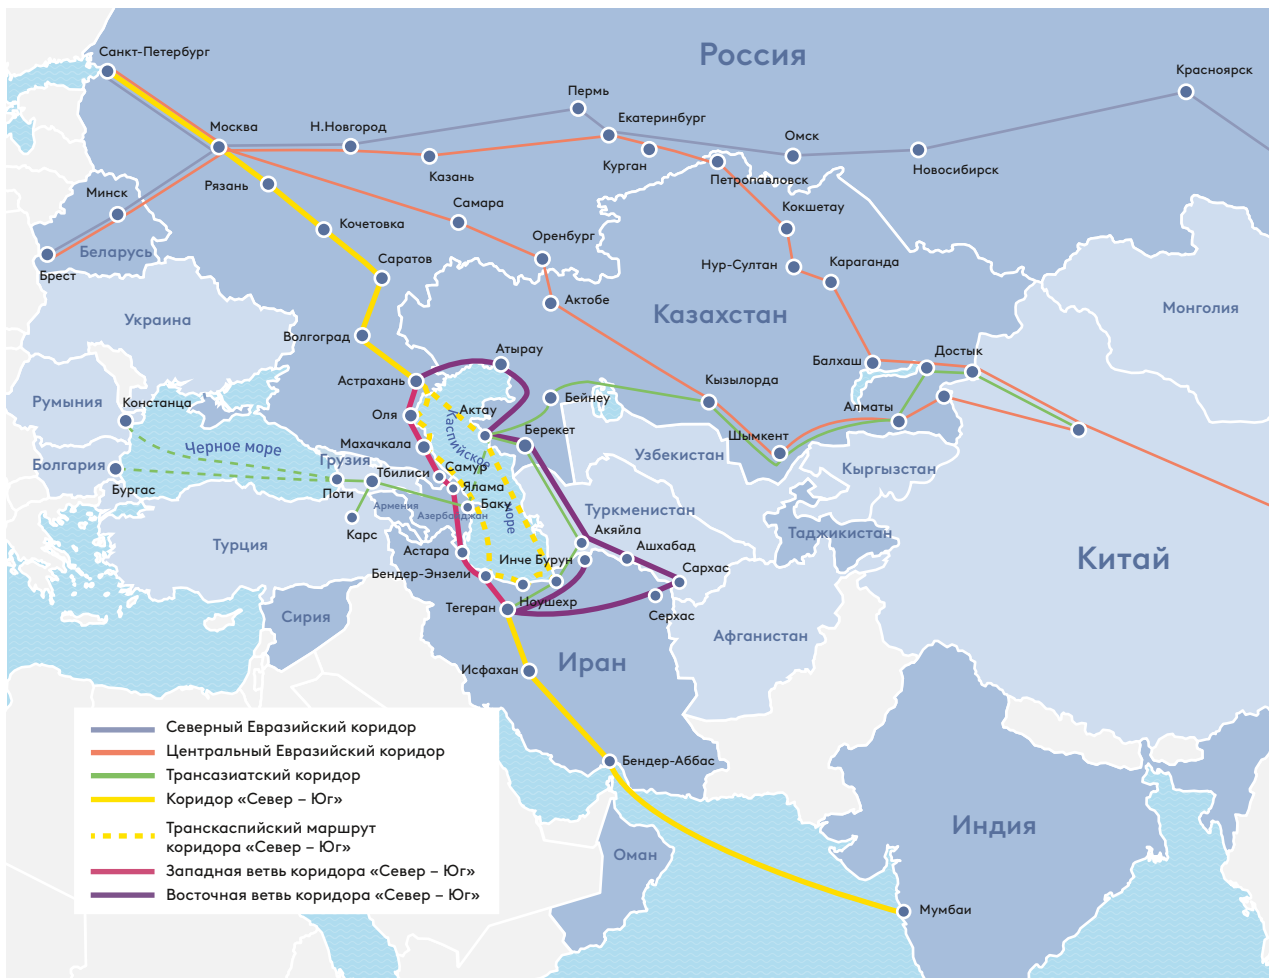 Россия
Санкт-Петербург
Красноярск
Пермь
Екатеринбург
Москва
Н.Новгород
Омск
Казань
Курган
Петропавловск
Новосибирск
Рязань
Минск
Самара
Кокшетау
Кочетовка
Оренбург
Беларусь
Брест
Саратов
Нур-Султан
Караганда
Актобе
Монголия
Украина
Казахстан
Волгоград
Атырау
Балхаш
Достык
Астрахань
Бейнеу
Кызылорда
Румыния
Констанца
Оля
Актау
Алматы
Каспийское
море
Берекет
Шымкент
Черное море
Махачкала
Узбекистан
Болгария
Грузия
Кыргызстан
Тбилиси
Самур
Бургас
Поти
Ялама
Армения
Азербайджан
Баку
Туркменистан
Карс
Акяйла
Таджикистан
Турция
Астара
Инче Бурун
Ашхабад
Китай
Бендер-Энзели
Сархас
Ноушехр
Тегеран
Серхас
Сирия
Афганистан
Иран
Исфахан
Северный Евразийский коридор
Центральный Евразийский коридор
Трансазиатский коридор
Коридор «Север – Юг»
Транскаспийский маршрут
коридора «Север – Юг»
Западная ветвь коридора «Север – Юг»
Восточная ветвь коридора «Север – Юг»
Бендер-Аббас
Индия
Оман
Мумбаи